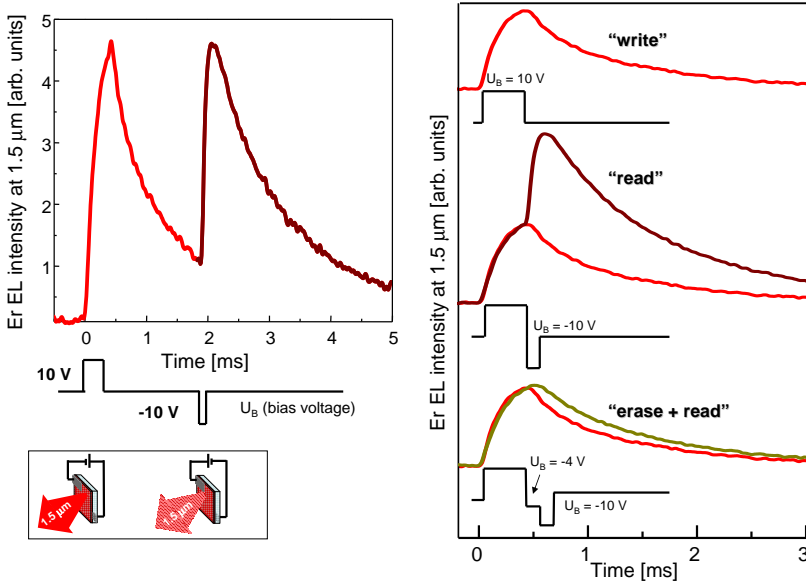 Er EL intensity at 1.5 µm [arb. units]
5
4
3
2
1
0
1
2
3
4
5
Time [ms]
10 V
-10 V
U_B (bias voltage)
1.5 µm
1.5 µm
Er EL intensity at 1.5 µm [arb. units]
“write”
U_B = 10 V
“read”
U_B = -10 V
“erase + read”
U_B = -4 V
U_B = -10 V
0
1
2
3
Time [ms]